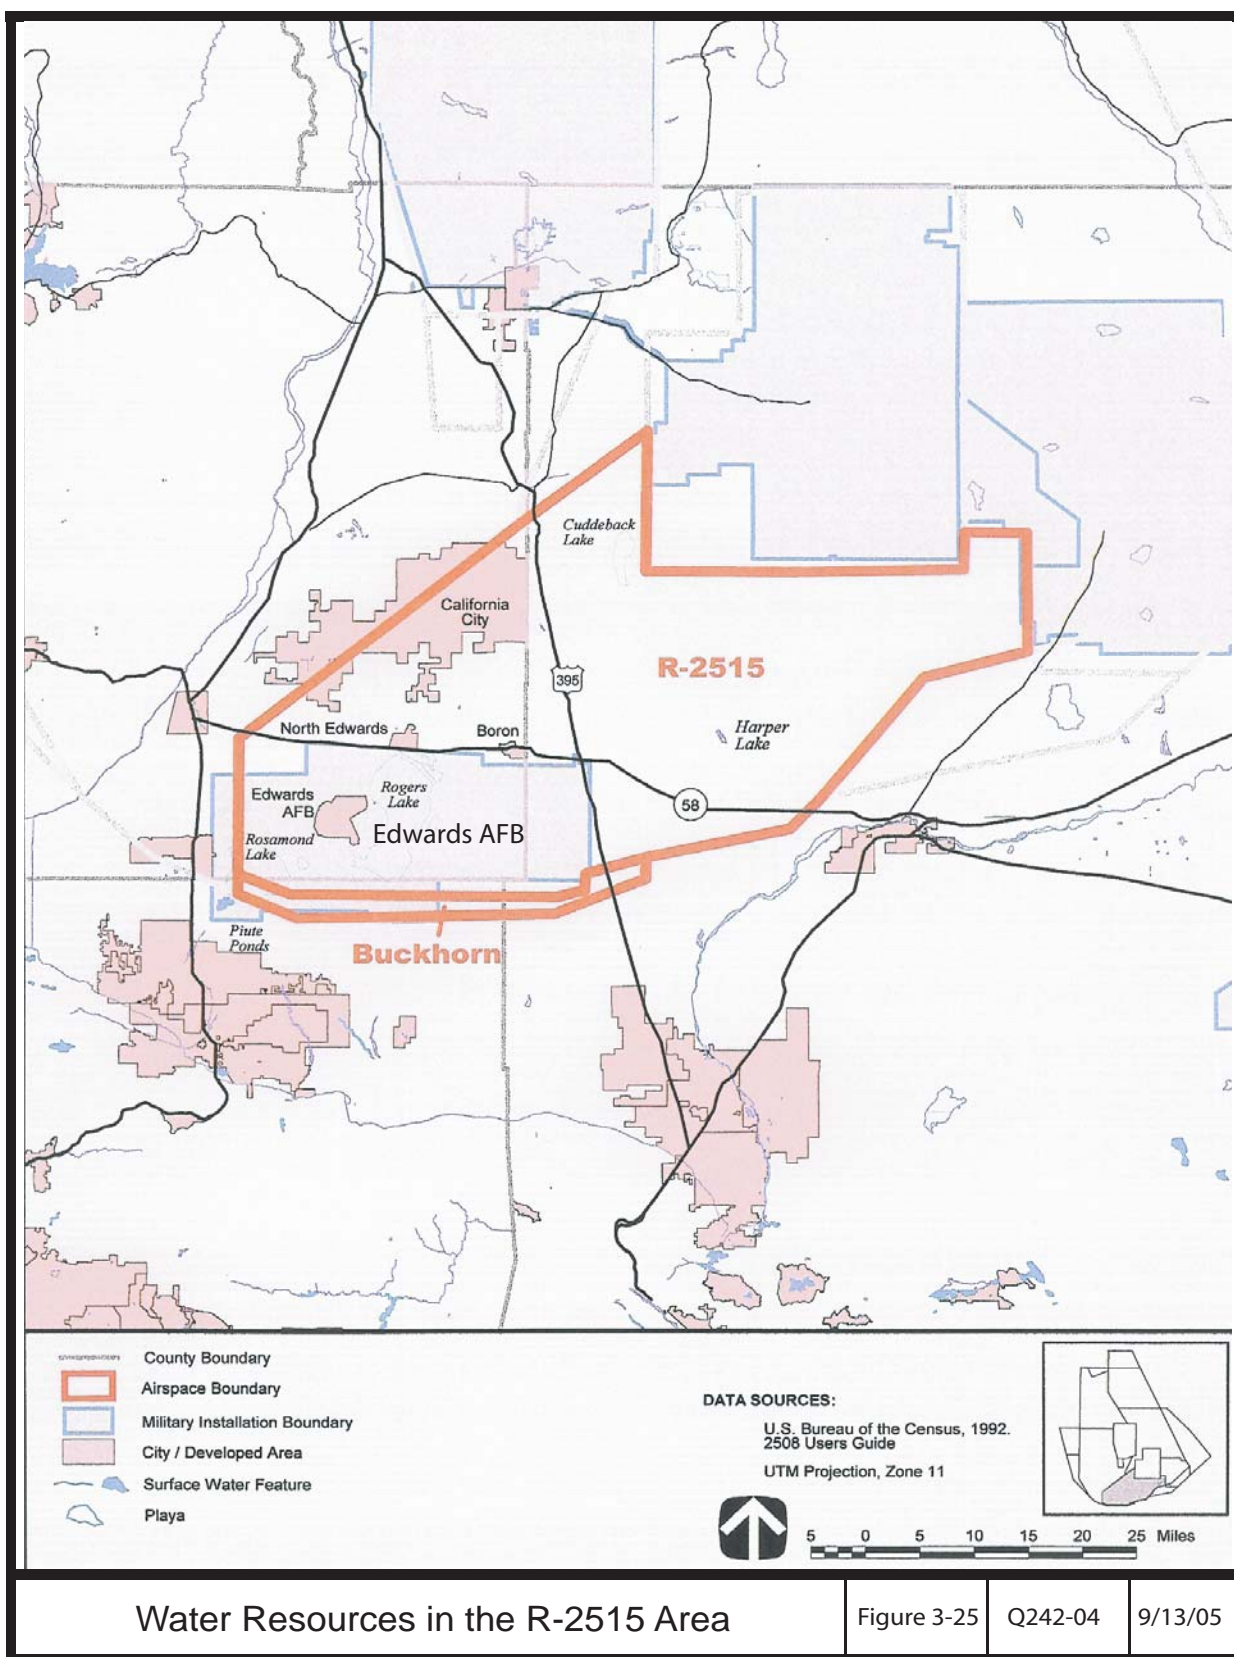 Cuddeback
Lake
California
City
395
R-2515
North Edwards
Boron
Harper
Lake
Edwards
AFB
Rogers
Lake
Edwards AFB
58
Rosamond
Lake
Piute
Ponds
Buckhorn
County Boundary
Airspace Boundary
Military Installation Boundary
City / Developed Area
Surface Water Feature
Playa
DATA SOURCES:
U.S. Bureau of the Census, 1992.
2508 Users Guide
UTM Projection, Zone 11
5 0 5 10 15 20 25 Miles
Water Resources in the R-2515 Area
Figure 3-25
Q242-04
9/13/05